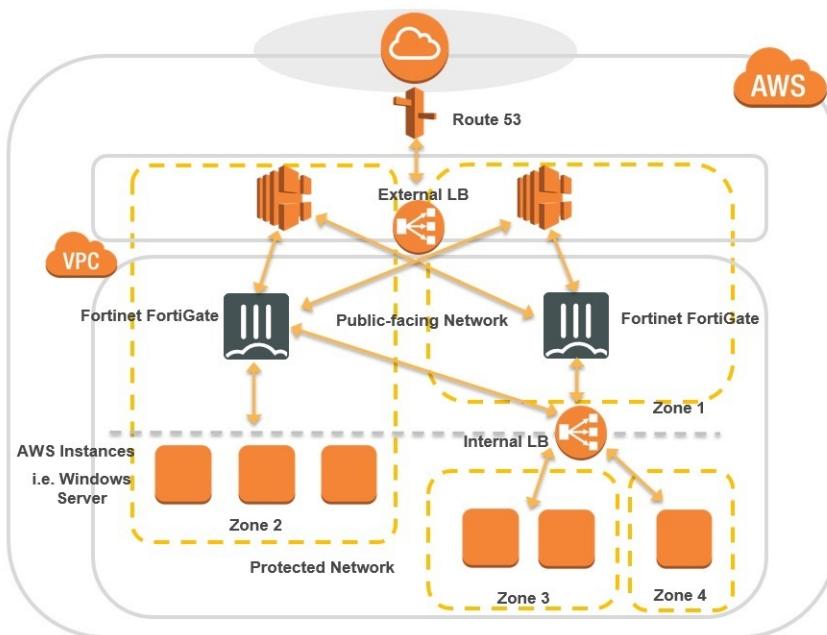 AWS
Route 53
External LB
VPC
Fortinet FortiGate
Public-facing Network
Fortinet FortiGate
Zone 1
AWS Instances
i.e. Windows
Server
Internal LB
Zone 2
Protected Network
Zone 3
Zone 4